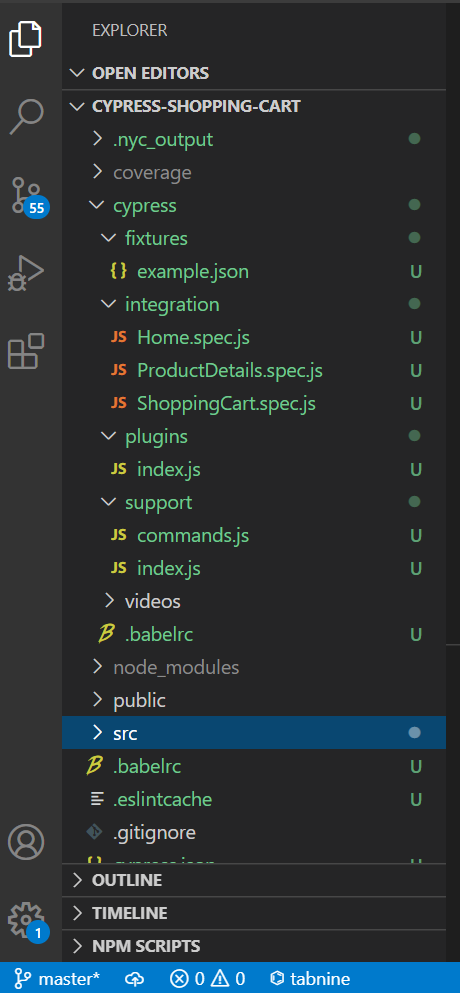 EXPLORER
OPEN EDITORS
CYPRESS-SHOPPING-CART
.nyc_output
coverage
cypress
fixtures
{} example.json U
integration
JS Home.spec.js U
JS ProductDetails.spec.js U
JS ShoppingCart.spec.js U
plugins
JS index.js U
support
JS commands.js U
JS index.js U
videos
B .babelrc U
node_modules
public
src
B .babelrc U
.eslintcache U
.gitignore
{} cypress.json U
OUTLINE
TIMELINE
NPM SCRIPTS
55
1
master* 0 0 tabnine